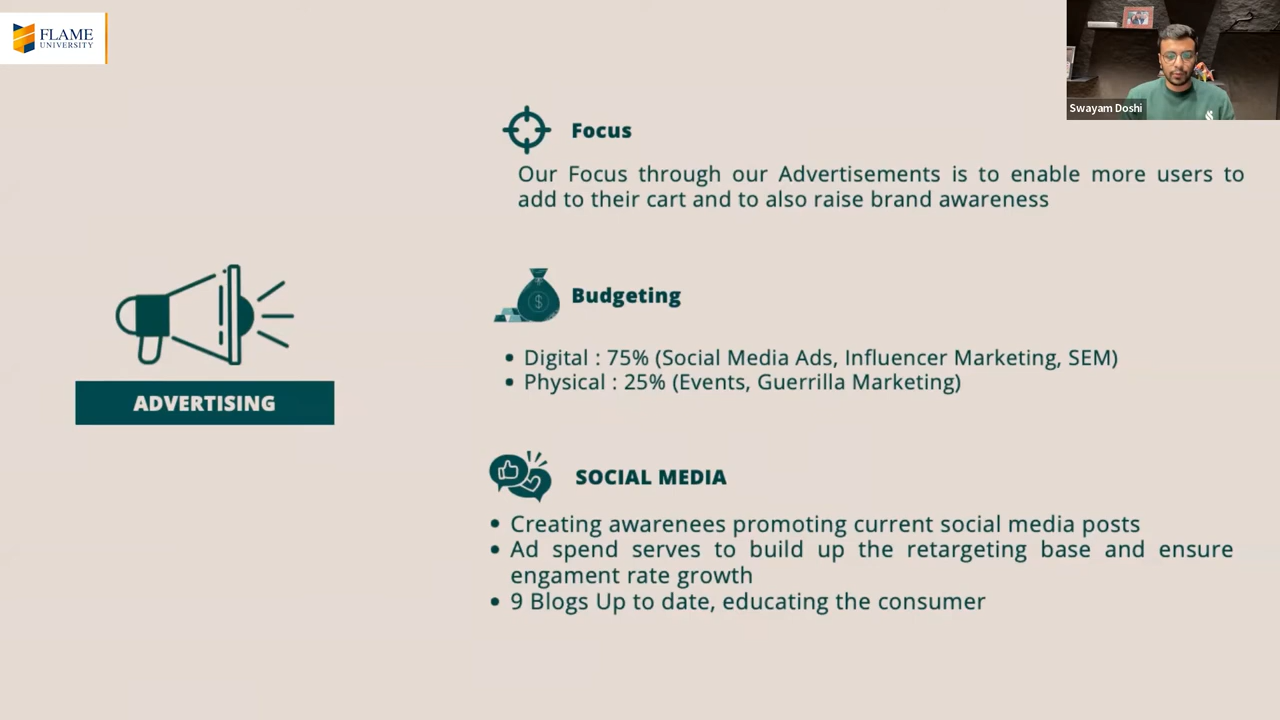 FLAME
UNIVERSITY
Swayam Doshi
Focus
Our Focus through our Advertisements is to enable more users to
add to their cart and to also raise brand awareness
$
Budgeting
• Digital : 75% (Social Media Ads, Influencer Marketing, SEM)
• Physical : 25% (Events, Guerrilla Marketing)
ADVERTISING
SOCIAL MEDIA
• Creating awarenees promoting current social media posts
• Ad spend serves to build up the retargeting base and ensure
engament rate growth
• 9 Blogs Up to date, educating the consumer